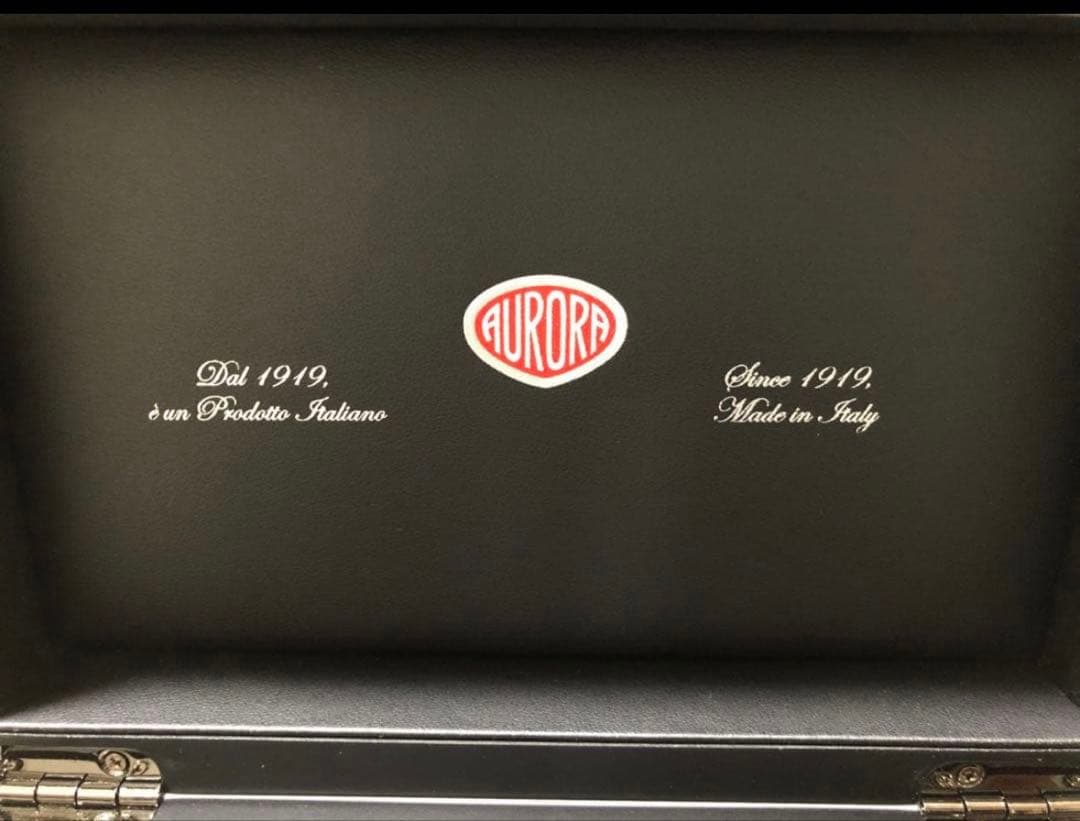 AURORA
Dal 1919,
è un Prodotto Italiano
Since 1919,
Made in Italy